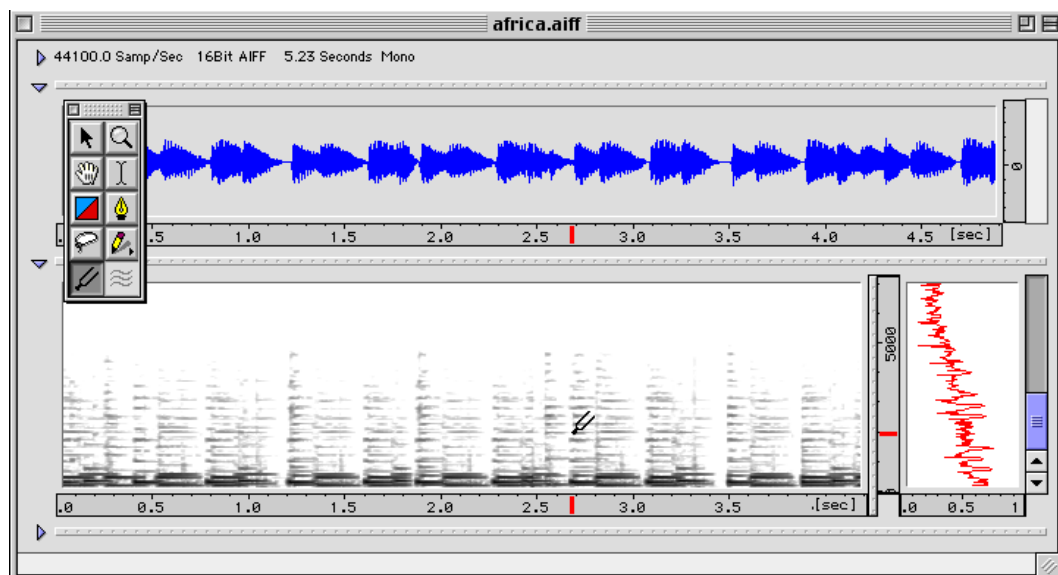 africa.aiff
44100.0 Samp/Sec 16Bit AIFF 5.23 Seconds Mono
0
.5 1.0 1.5 2.0 2.5 3.0 3.5 4.0 4.5 [sec]
5000
0
.0 0.5 1.0 1.5 2.0 2.5 3.0 3.5 .[sec] .0 0.5 1